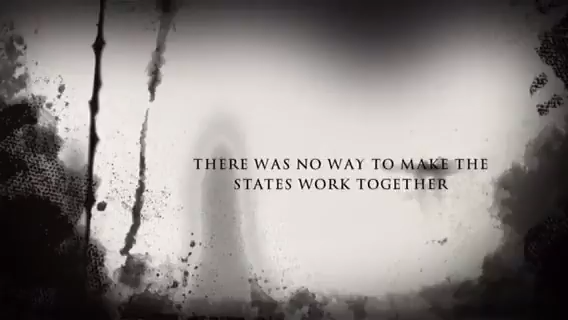 THERE WAS NO WAY TO MAKE THE
STATES WORK TOGETHER